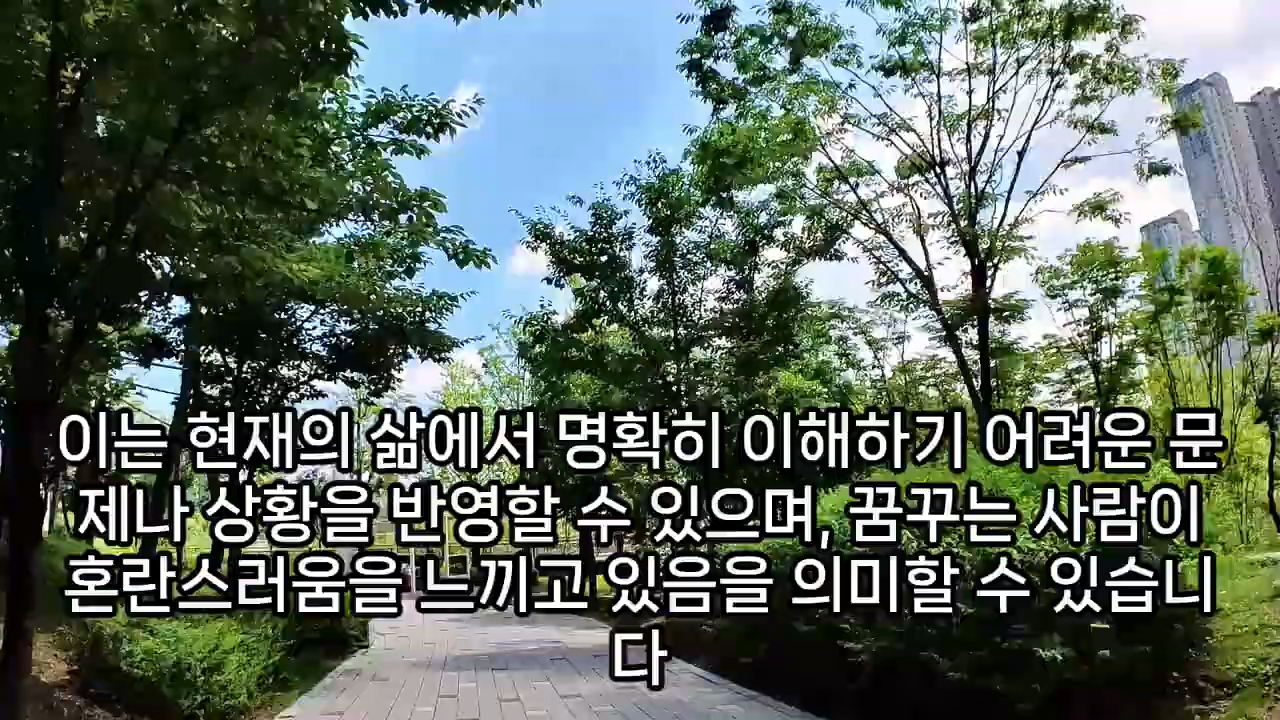 이는 현재의 삶에서 명확히 이해하기 어려운 문
제나 상황을 반영할 수 있으며, 꿈꾸는 사람이
혼란스러움을 느끼고 있음을 의미할 수 있습니
다